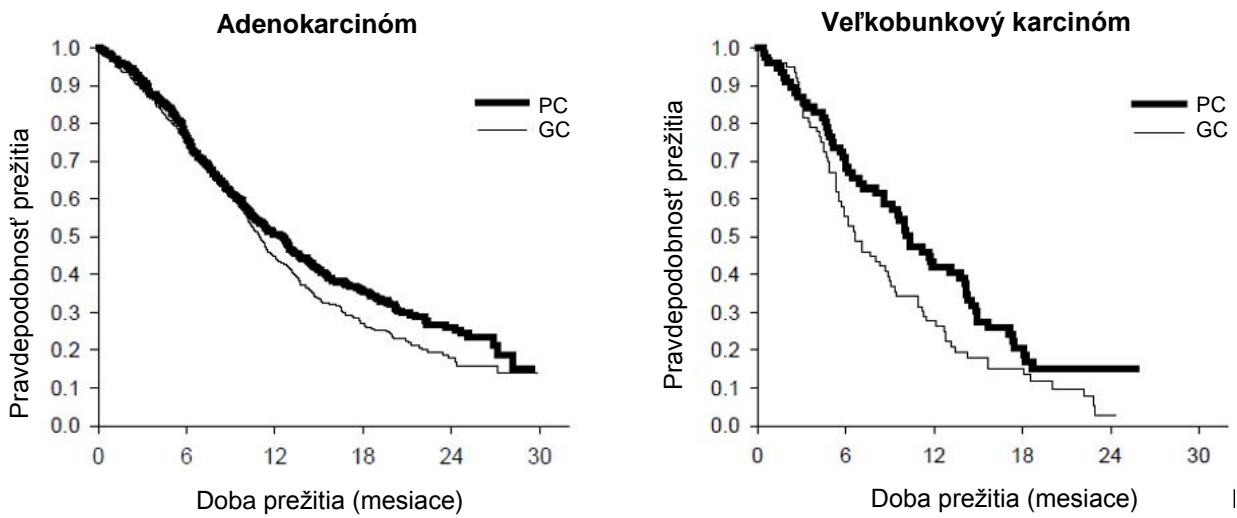 Adenokarcinóm
1.0
0.9
0.8
0.7
0.6
0.5
0.4
0.3
0.2
0.1
0.0
0 6 12 18 24 30
PC
GC
Pravdepodobnosť prežitia
Doba prežitia (mesiace)
Veľkobunkový karcinóm
1.0
0.9
0.8
0.7
0.6
0.5
0.4
0.3
0.2
0.1
0.0
0 6 12 18 24 30
PC
GC
Pravdepodobnosť prežitia
Doba prežitia (mesiace)